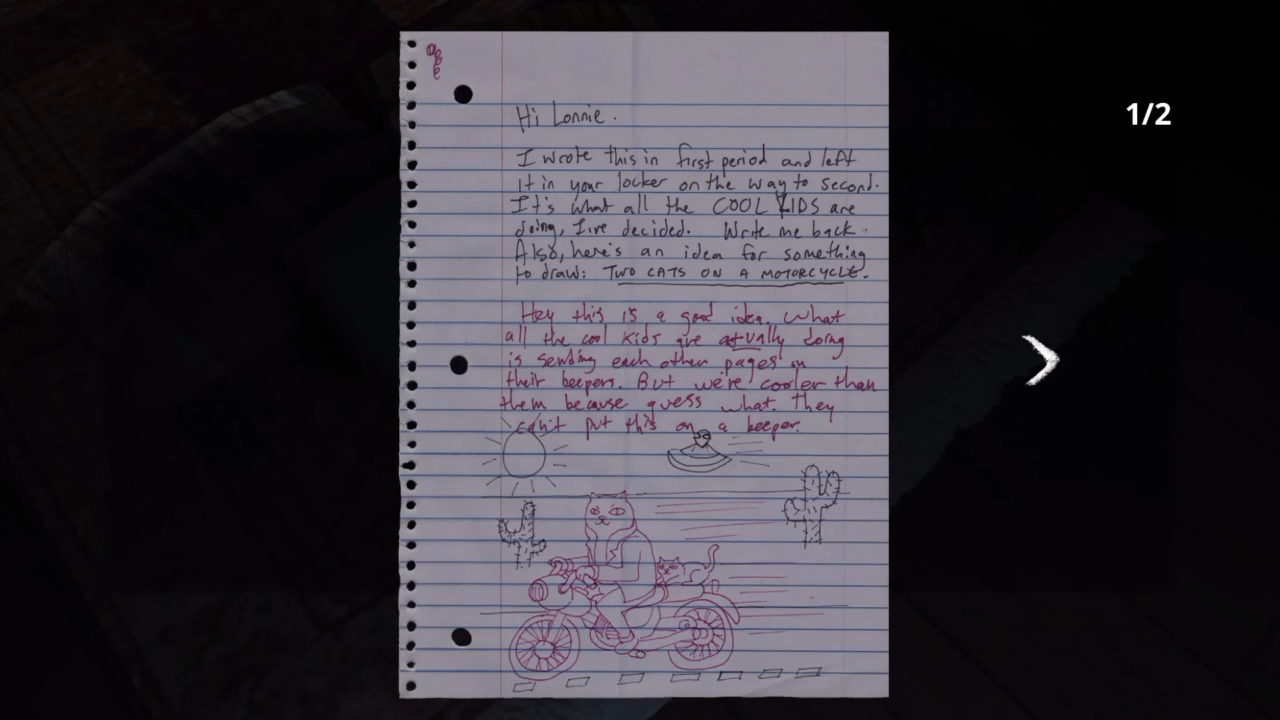 1/2
Hi Lonnie.
I wrote this in first period and left
it in your locker on the way to second.
It's what all the COOL KIDS are
doing, I've decided. Write me back.
Also, here's an idea for something
to draw: TWO CATS ON A MOTORCYCLE.
Hey this is a good idea. What
all the cool kids are actually doing
is sending each other pages on
their beepers. But we're cooler than
them because guess what. They
can't put this on a beeper.